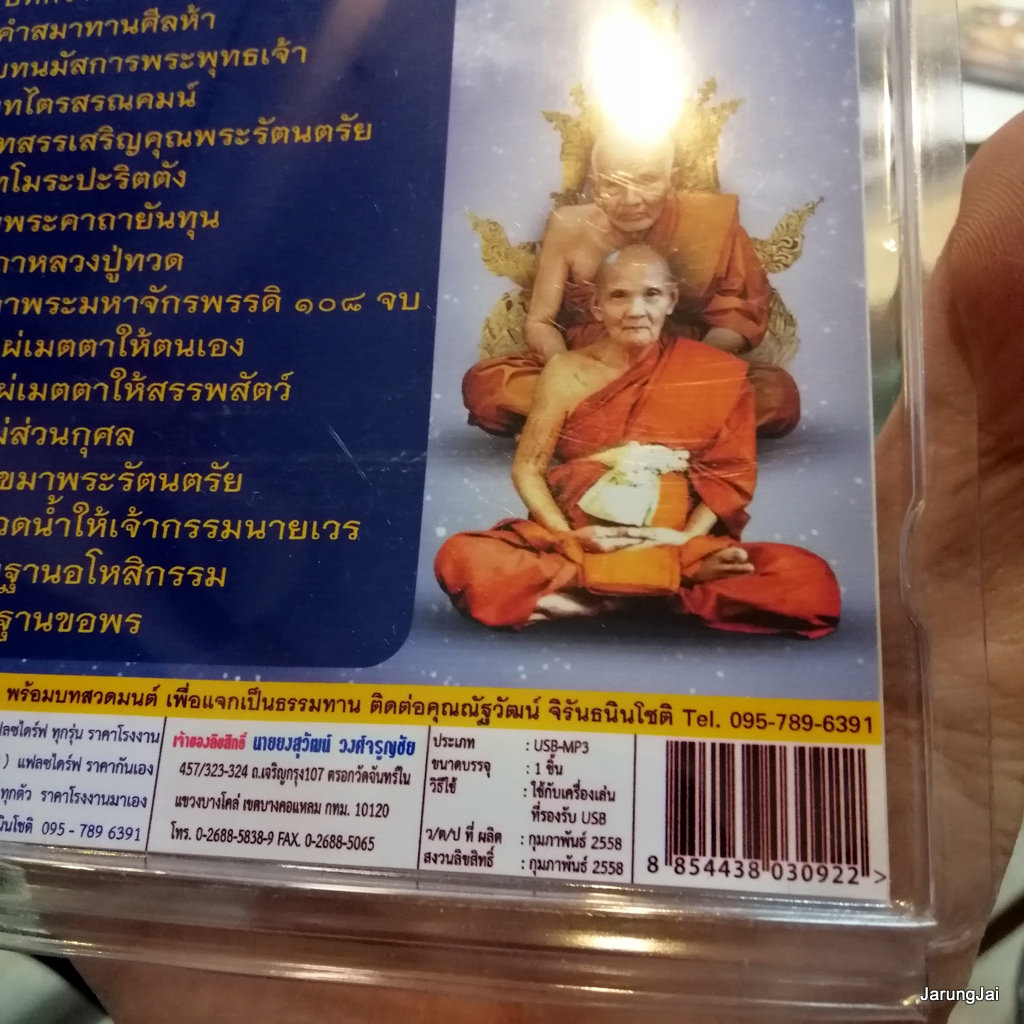 คำสมาทานศีลห้า
บทนมัสการพระพุทธเจ้า
ทไตรสรณคมน์
ทสรรเสริญคุณพระรัตนตรัย
โมระปะริตตัง
พระคาถายันทุน
าหลวงปู่ทวด
าพระมหาจักรพรรดิ ๑๐๘ จบ
ผ่เมตตาให้ตนเอง
ผ่เมตตาให้สรรพสัตว์
ผ่ส่วนกุศล
ขมาพระรัตนตรัย
วดน้ำให้เจ้ากรรมนายเวร
ฐานอโหสิกรรม
ฐานขอพร
พร้อมบทสวดมนต์ เพื่อแจกเป็นธรรมทาน ติดต่อคุณณัฐวัฒน์ จิรันธนินโชติ Tel. 095-789-6391
ลชไดร์ฟ ทุกรุ่น ราคาโรงงาน
) แฟลชไดร์ฟ ราคากันเอง
ทุกตัว ราคาโรงงานมาเอง
นินโชติ 095 - 789 6391
เจ้าของลิขสิทธิ์ นายยงสุวัฒน์ วงศ์จรูญชัย
457/323-324 ถ.เจริญกรุง107 ตรอกวัดจันทร์ใน
แขวงบางโคล่ เขตบางคอแหลม กทม. 10120
โทร. 0-2688-5838-9 FAX. 0-2688-5065
ประเภท : USB-MP3
ขนาดบรรจุ : 1 ชิ้น
วิธีใช้ : ใช้กับเครื่องเล่น
ที่รองรับ USB
ว/ด/ป ที่ ผลิต : กุมภาพันธ์ 2558
สงวนลิขสิทธิ์ : กุมภาพันธ์ 2558
8 854438 030922 >
JarungJai